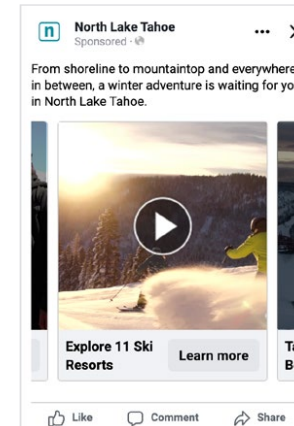 n
North Lake Tahoe
Sponsored ·
From shoreline to mountaintop and everywhere
in between, a winter adventure is waiting for yo
in North Lake Tahoe.
Explore 11 Ski
Resorts
Learn more
Ta
B
Like
Comment
Share